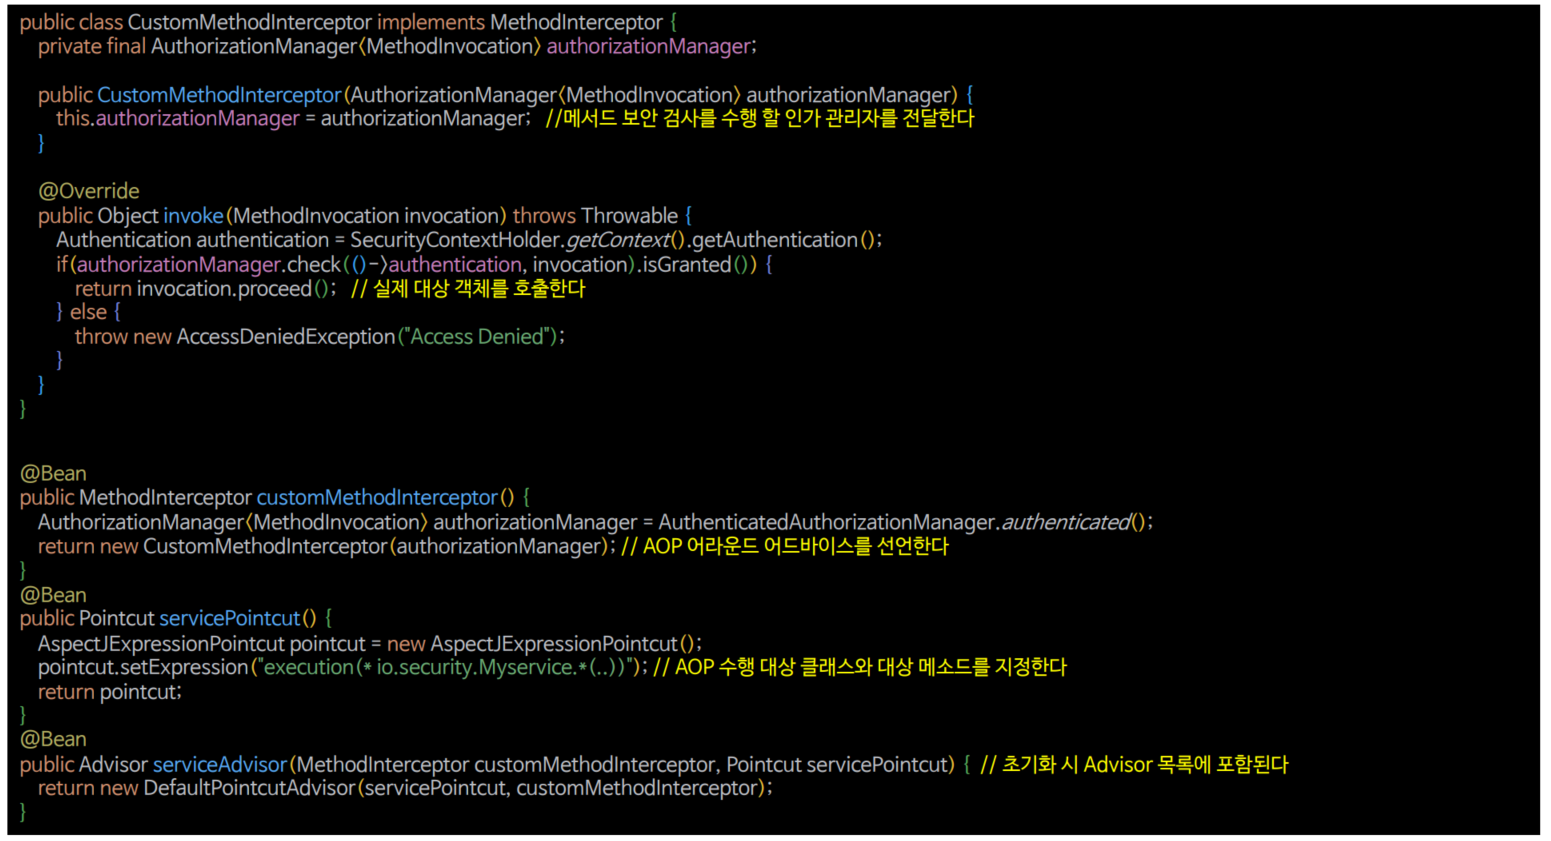 public class CustomMethodInterceptor implements MethodInterceptor {
private final AuthorizationManager<MethodInvocation> authorizationManager;
public CustomMethodInterceptor(AuthorizationManager<MethodInvocation> authorizationManager) {
this.authorizationManager = authorizationManager; //메서드 보안 검사를 수행 할 인가 관리자를 전달한다
}
@Override
public Object invoke(MethodInvocation invocation) throws Throwable {
Authentication authentication = SecurityContextHolder.getContext().getAuthentication();
if(authorizationManager.check(()->authentication, invocation).isGranted()) {
return invocation.proceed(); // 실제 대상 객체를 호출한다
} else {
throw new AccessDeniedException("Access Denied");
}
}
}
@Bean
public MethodInterceptor customMethodInterceptor() {
AuthorizationManager<MethodInvocation> authorizationManager = AuthenticatedAuthorizationManager.authenticated();
return new CustomMethodInterceptor(authorizationManager); // AOP 어라운드 어드바이스를 선언한다
}
@Bean
public Pointcut servicePointcut() {
AspectJExpressionPointcut pointcut = new AspectJExpressionPointcut();
pointcut.setExpression("execution(* io.security.Myservice.*(..))"); // AOP 수행 대상 클래스와 대상 메소드를 지정한다
return pointcut;
}
@Bean
public Advisor serviceAdvisor(MethodInterceptor customMethodInterceptor, Pointcut servicePointcut) { // 초기화 시 Advisor 목록에 포함된다
return new DefaultPointcutAdvisor(servicePointcut, customMethodInterceptor);
}